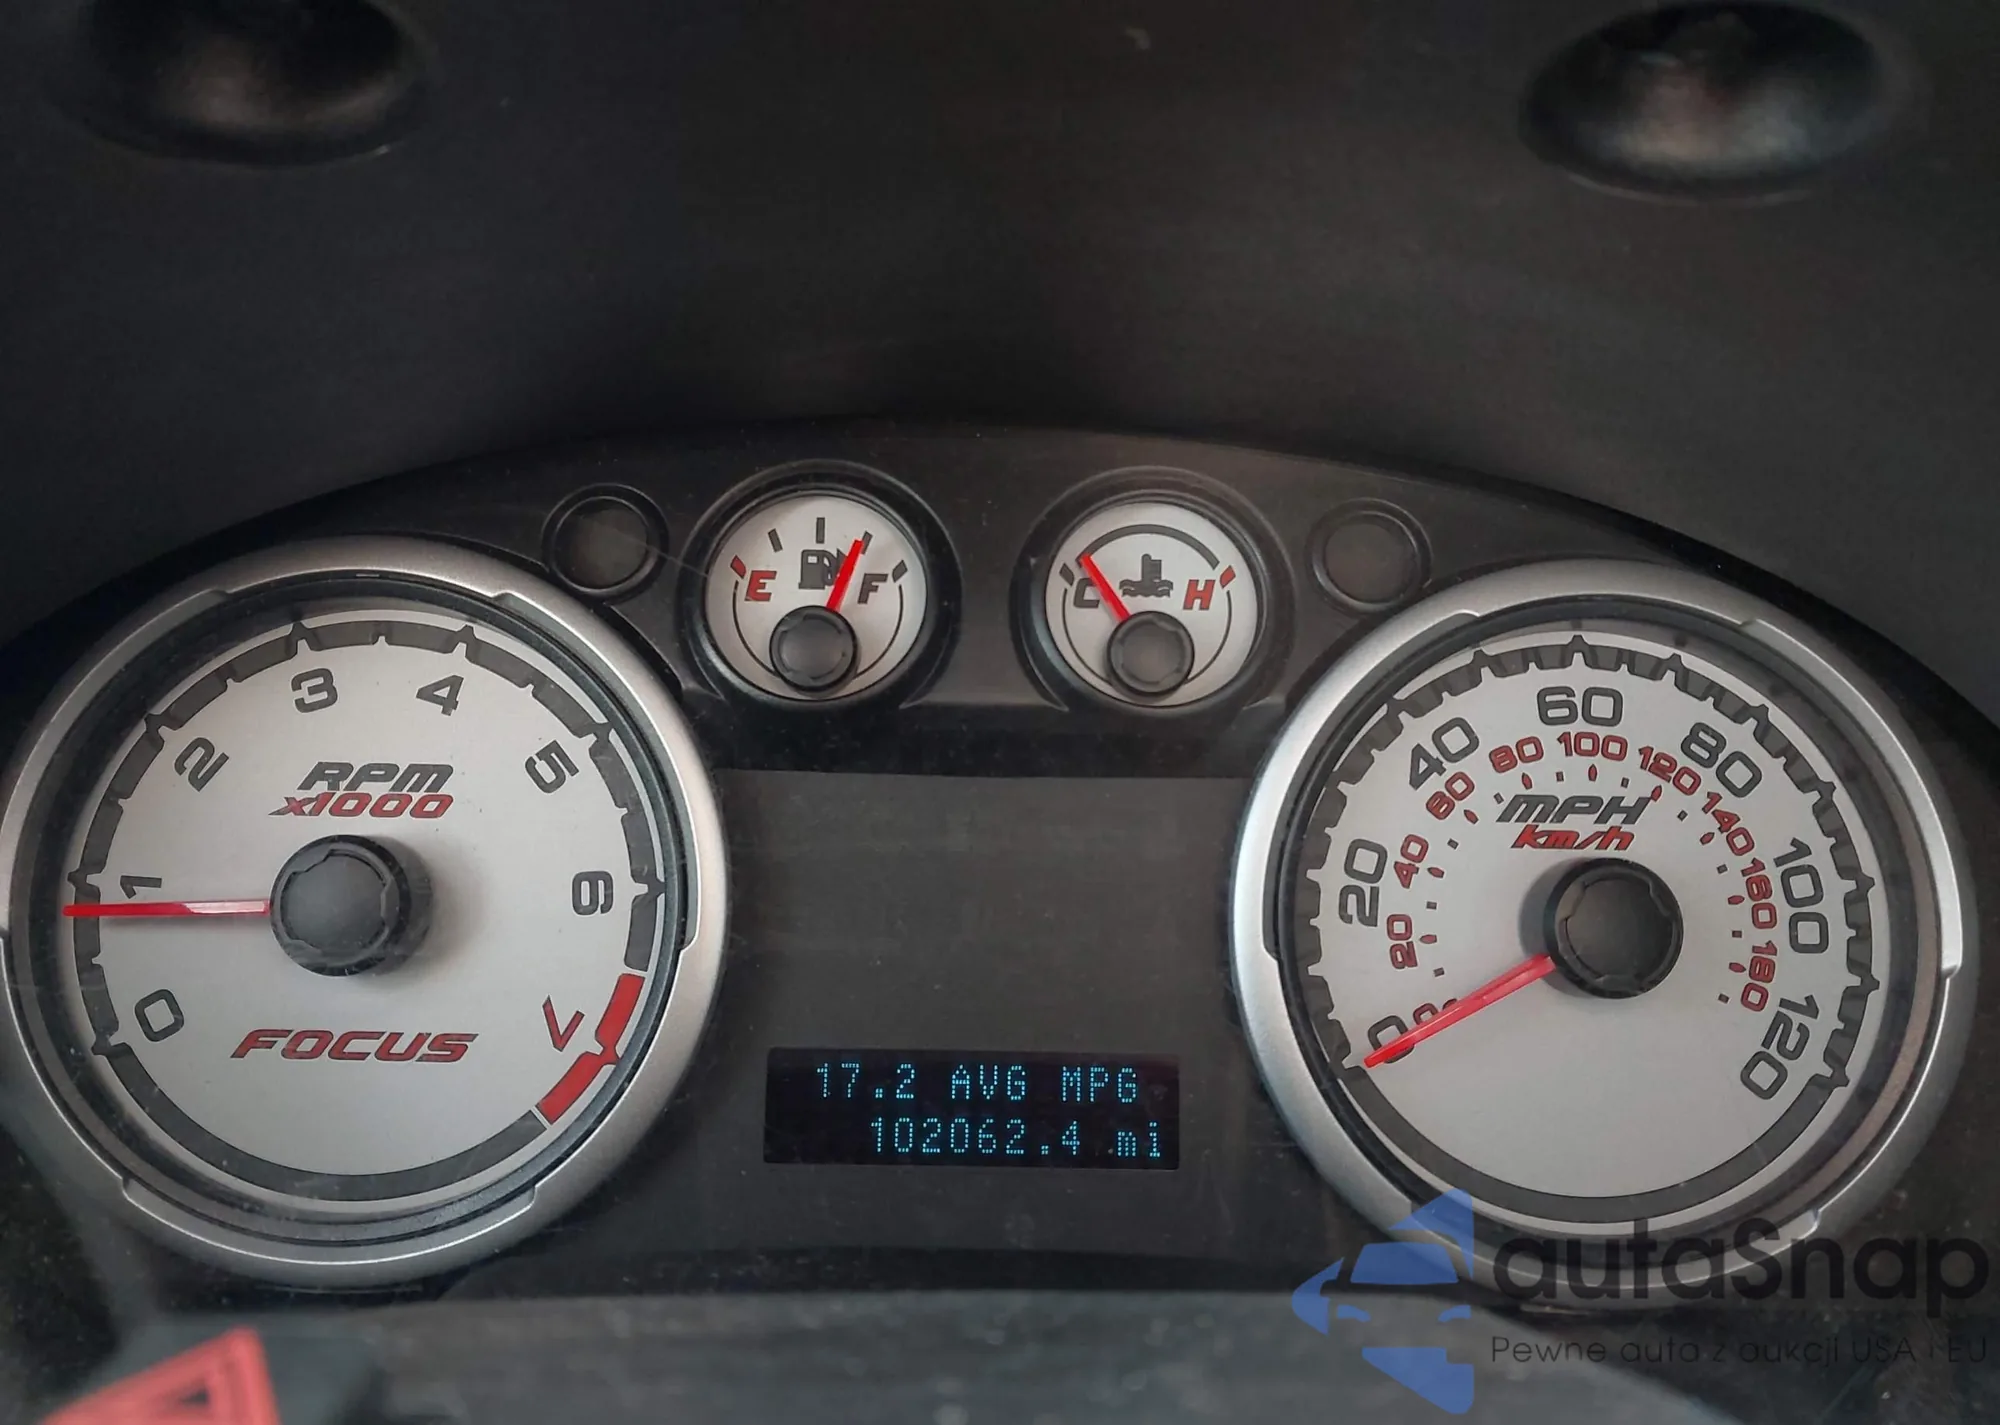 E F
C H
0 1 2 3 4 5 6 7
RPM
x1000
FOCUS
17.2 AVG MPG
102062.4 mi
0 20 40 60 80 100 120
0 20 40 60 80 100 120 140 160 180
MPH
km/h
autaSnap
Pewne auta z aukcji USA i EU